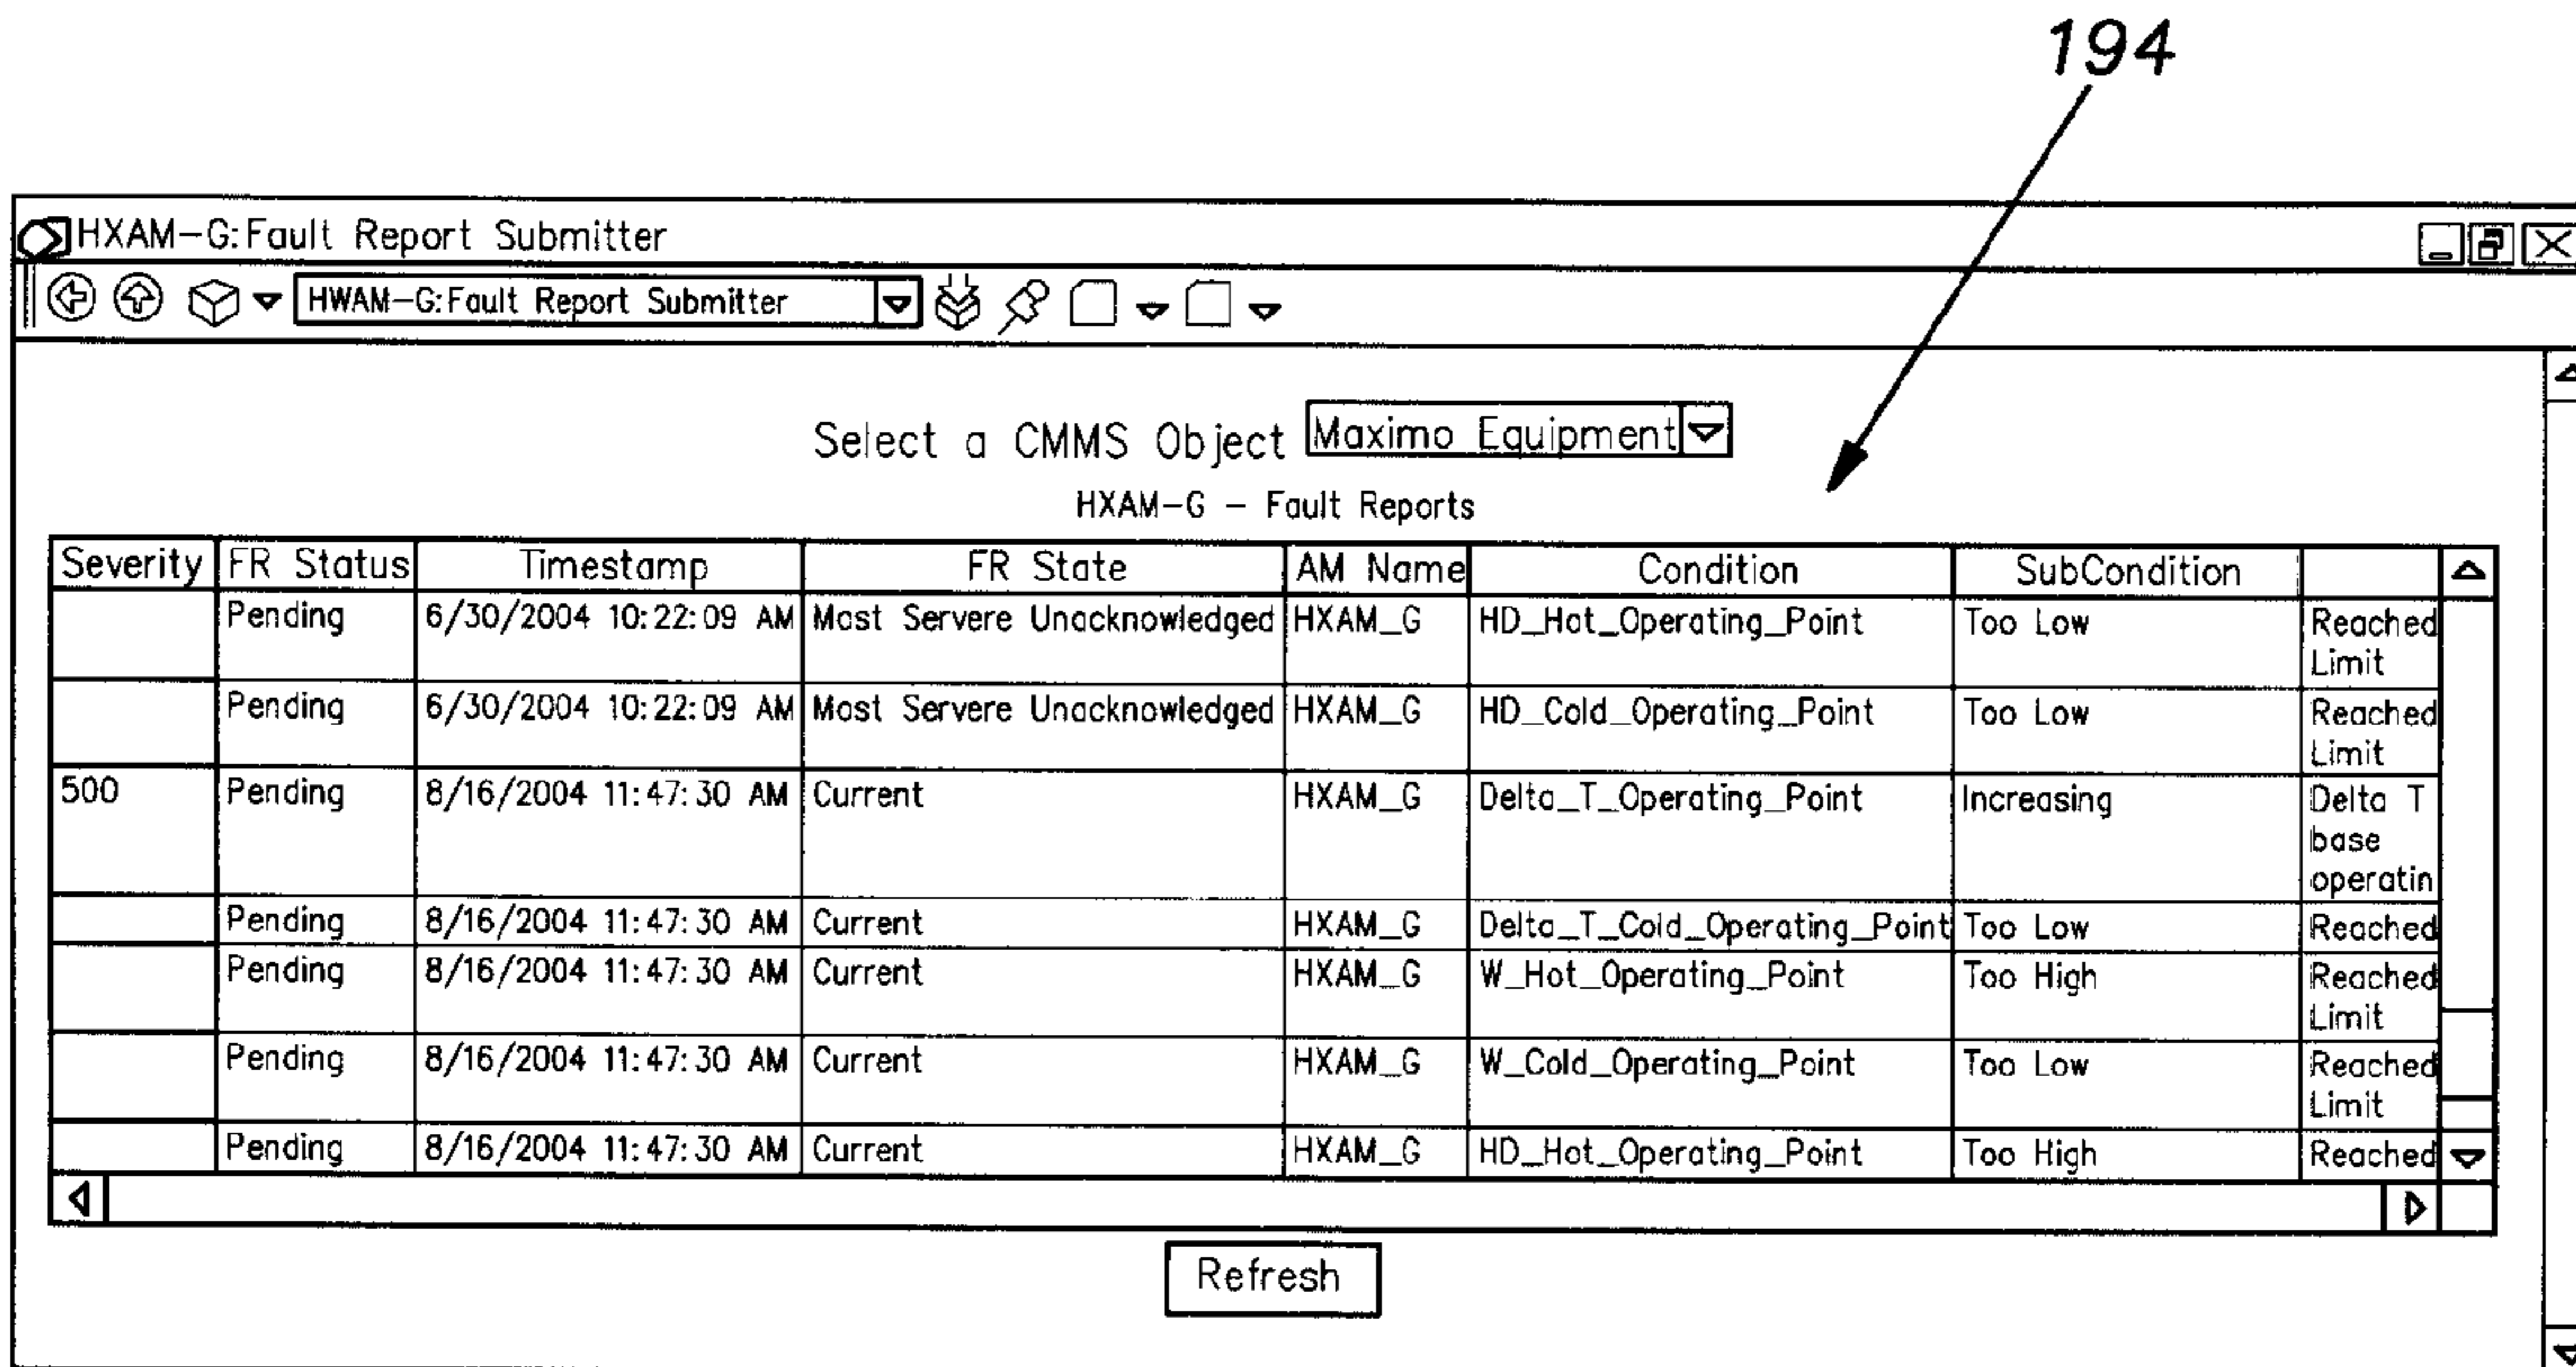 194
HXAM-G:Fault Report Submitter
HWAM-G:Fault Report Submitter
Select a CMMS Object Maximo Equipment
HXAM-G - Fault Reports
Severity FR Status Timestamp FR State AM Name Condition SubCondition
Pending 6/30/2004 10:22:09 AM Most Servere Unacknowledged HXAM_G HD_Hot_Operating_Point Too Low Reached
Limit
Pending 6/30/2004 10:22:09 AM Most Servere Unacknowledged HXAM_G HD_Cold_Operating_Point Too Low Reached
Limit
500 Pending 8/16/2004 11:47:30 AM Current HXAM_G Delta_T_Operating_Point Increasing Delta T
base
operatin
Pending 8/16/2004 11:47:30 AM Current HXAM_G Delta_T_Cold_Operating_Point Too Low Reached
Pending 8/16/2004 11:47:30 AM Current HXAM_G W_Hot_Operating_Point Too High Reached
Limit
Pending 8/16/2004 11:47:30 AM Current HXAM_G W_Cold_Operating_Point Too Low Reached
Limit
Pending 8/16/2004 11:47:30 AM Current HXAM_G HD_Hot_Operating_Point Too High Reached
Refresh